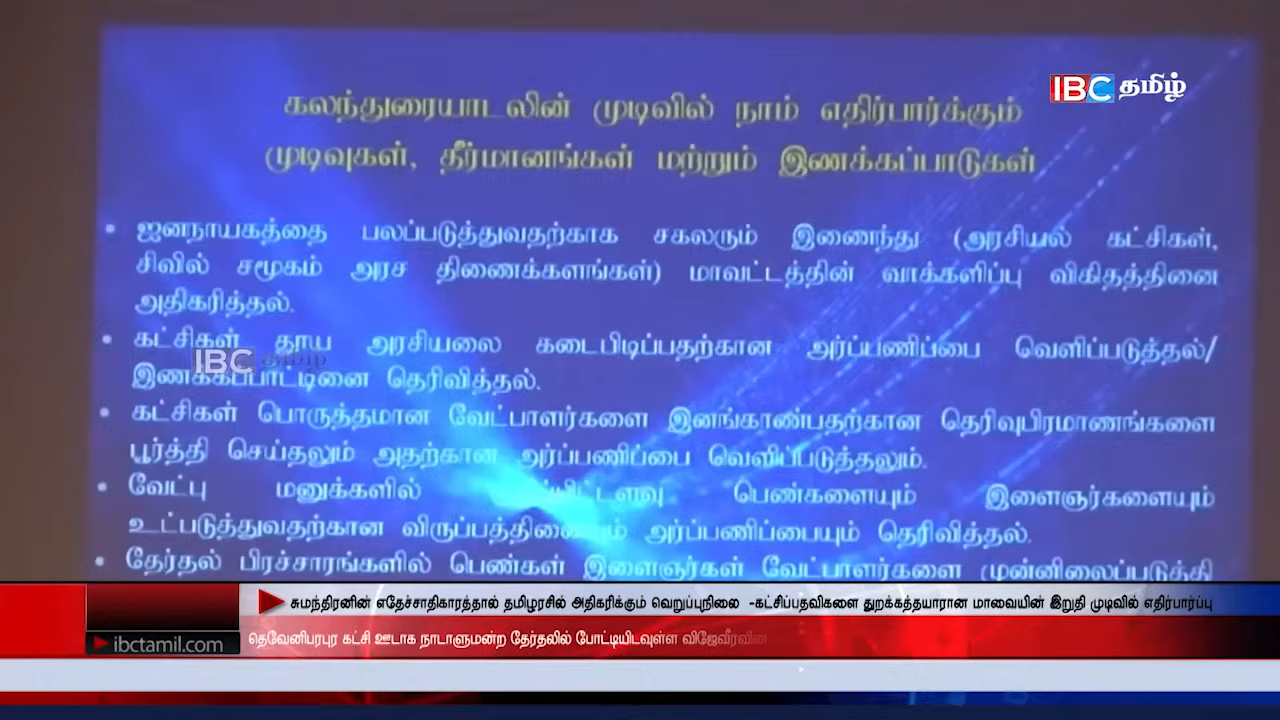 IBC தமிழ்
கலந்துரையாடலின் முடிவில் நாம் எதிர்பார்க்கும்
முடிவுகள், தீர்மானங்கள் மற்றும் இணக்கப்பாடுகள்
• ஜனநாயகத்தை பலப்படுத்துவதற்காக சகலரும் இணைந்து (அரசியல் கட்சிகள்,
சிவில் சமூகம் அரச திணைக்களங்கள்) மாவட்டத்தின் வாக்களிப்பு விகிதத்தினை
அதிகரித்தல்.
• கட்சிகள் தூய அரசியலை கடைபிடிப்பதற்கான அர்ப்பணிப்பை வெளிப்படுத்தல்/
IBC தமிழ்
இணக்கப்பாட்டினை தெரிவித்தல்.
• கட்சிகள் பொருத்தமான வேட்பாளர்களை இனங்காண்பதற்கான தெரிவுபிரமாணங்களை
பூர்த்தி செய்தலும் அதற்கான அர்ப்பணிப்பை வெளிப்படுத்தலும்.
• வேட்பு மனுக்களில் பெண்களையும் இளைஞர்களையும்
உட்படுத்துவதற்கான விருப்பத்தினையும் அர்ப்பணிப்பையும் தெரிவித்தல்.
• தேர்தல் பிரச்சாரங்களில் பெண்கள் இளைஞர்கள் வேட்பாளர்களை முன்னிலைப்படுத்தி
சுமந்திரனின் எதேச்சாதிகாரத்தால் தமிழரசில் அதிகரிக்கும் வெறுப்புநிலை -கட்சிப்பதவிகளை துறக்கத்தயாரான மாவையின் இறுதி முடிவில் எதிர்பார்ப்பு
ibctamil.com
தெவேனிபரபுர கட்சி ஊடாக நாடாளுமன்ற தேர்தலில் போட்டியிடவுள்ள விஜேவீரவின